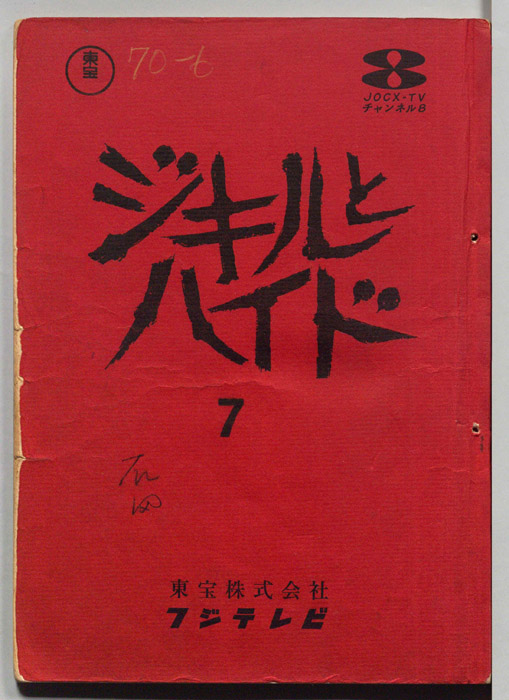 東宝
70-6
JOCX-TV
チャンネル8
ジキルと
ハイド
7
東宝株式会社
フジテレビ